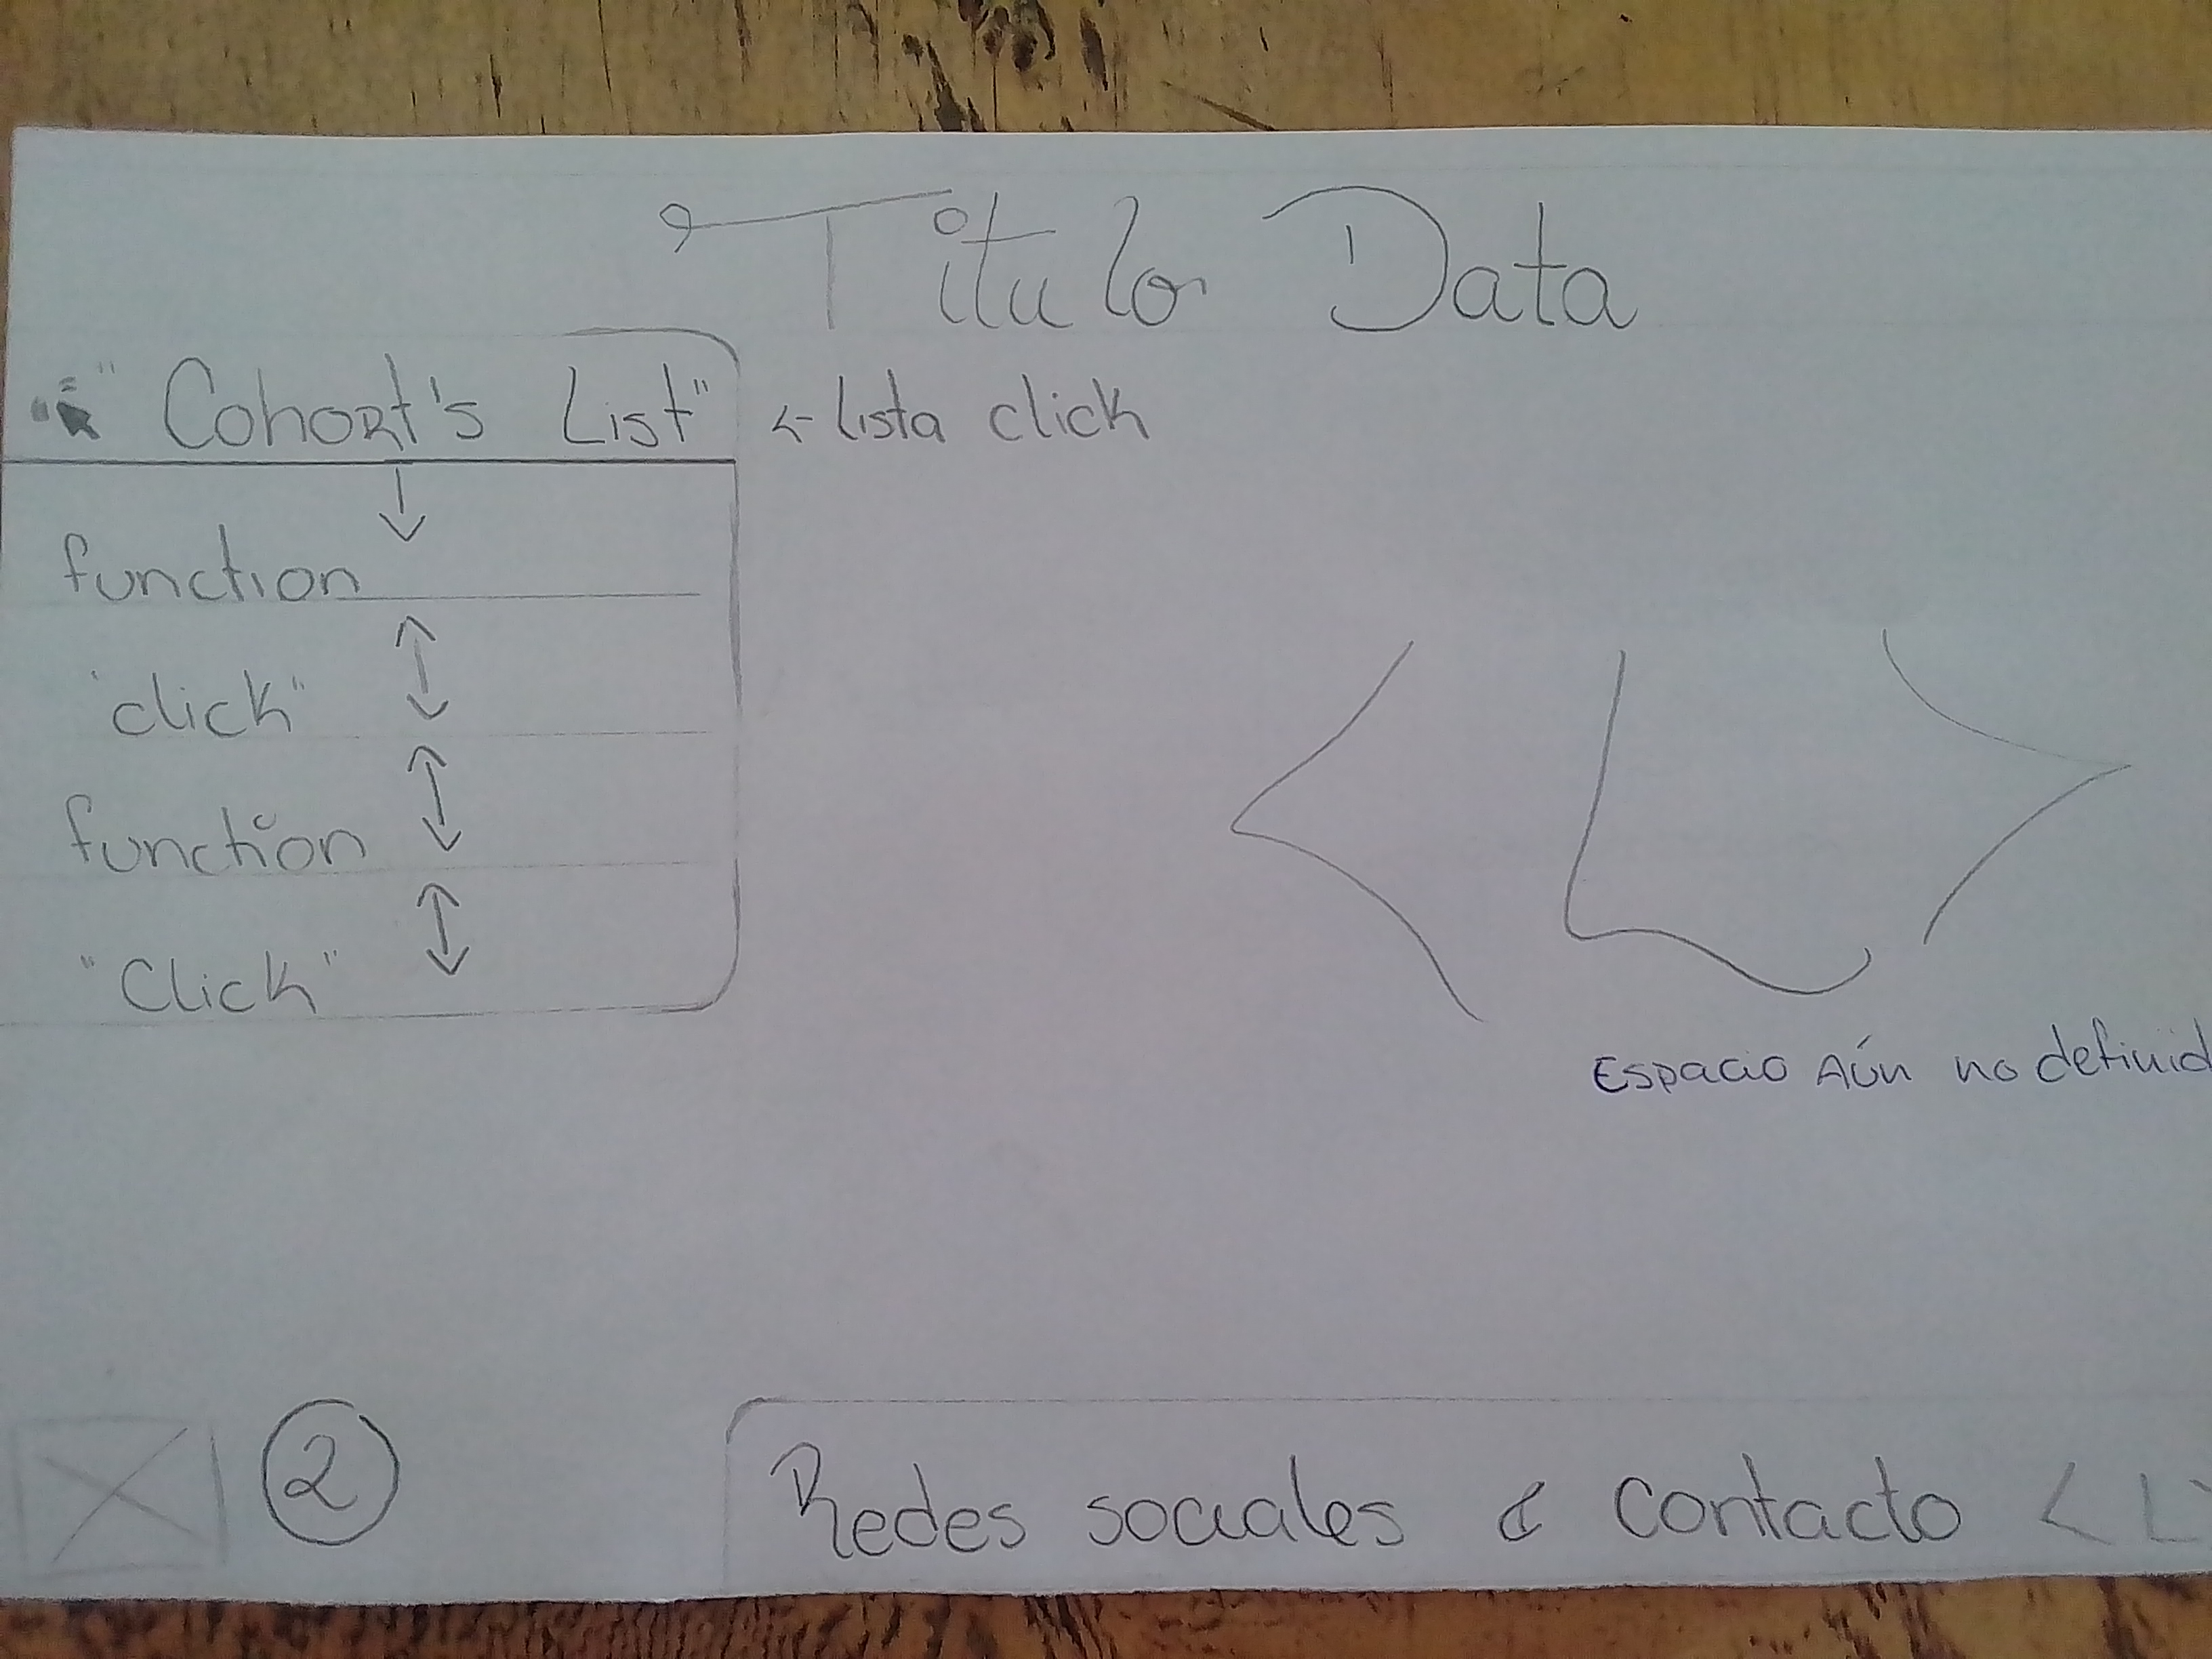 Titulo Data
"Cohort's List" <- lista click
function
"click"
function
"Click"
< L >
Espacio Aún no definid
2
Redes sociales & contacto < L >